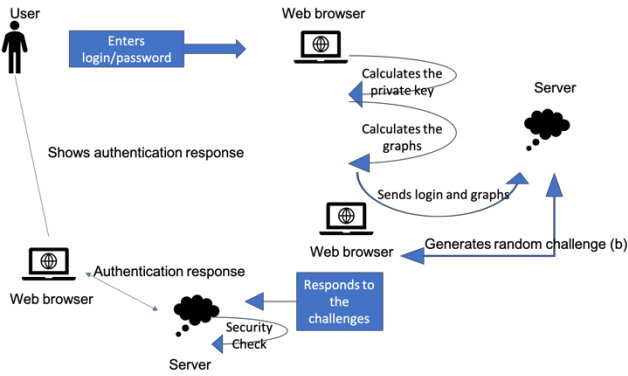 User
Web browser
Enters
login/password
Calculates the
private key
Server
Calculates the
graphs
Shows authentication response
Sends login and graphs
Web browser
Generates random challenge (b)
Authentication response
Web browser
Responds to
the
challenges
Security
Check
Server